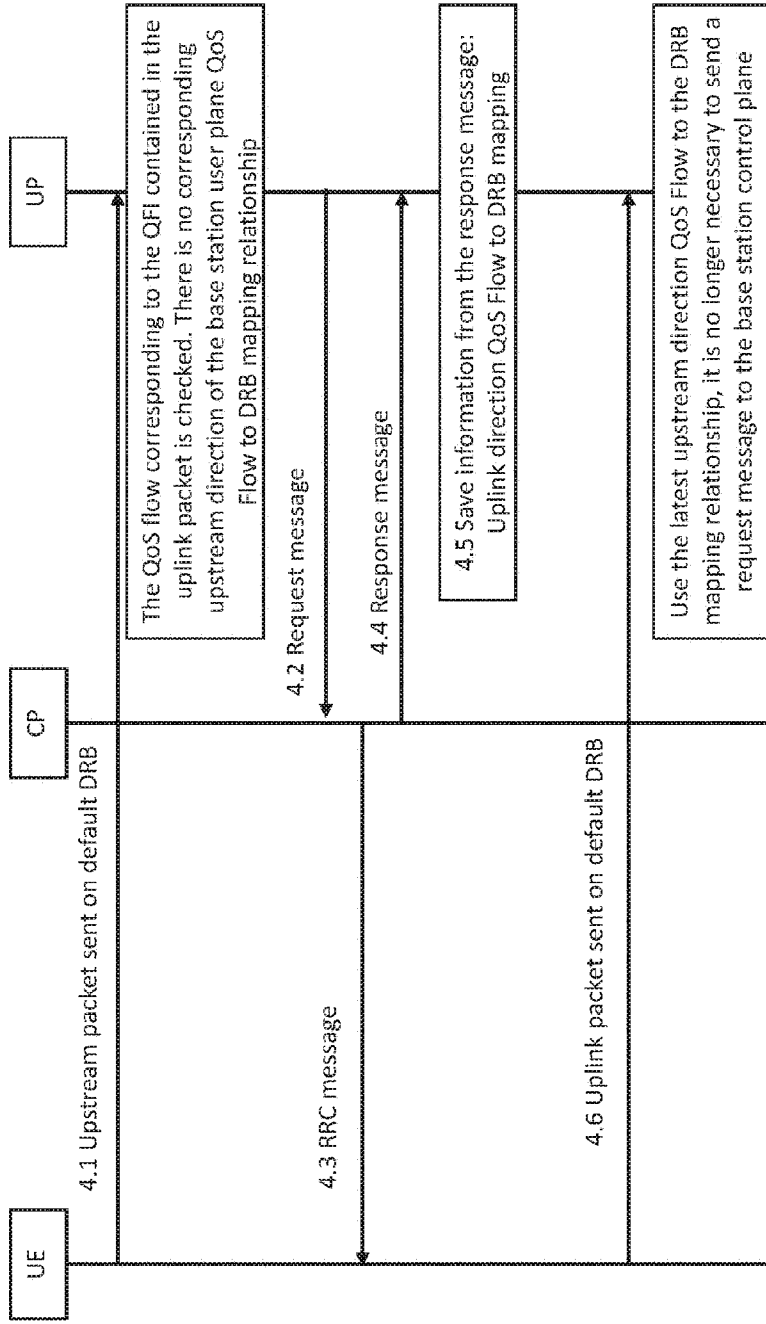 UE
CP
UP
4.1 Upstream packet sent on default DRB
The QoS flow corresponding to the QFI contained in the
uplink packet is checked. There is no corresponding
upstream direction of the base station user plane QoS
Flow to DRB mapping relationship
4.2 Request message
4.3 RRC message
4.4 Response message
4.5 Save information from the response message:
Uplink direction QoS Flow to DRB mapping
4.6 Uplink packet sent on default DRB
Use the latest upstream direction QoS Flow to the DRB
mapping relationship, it is no longer necessary to send a
request message to the base station control plane